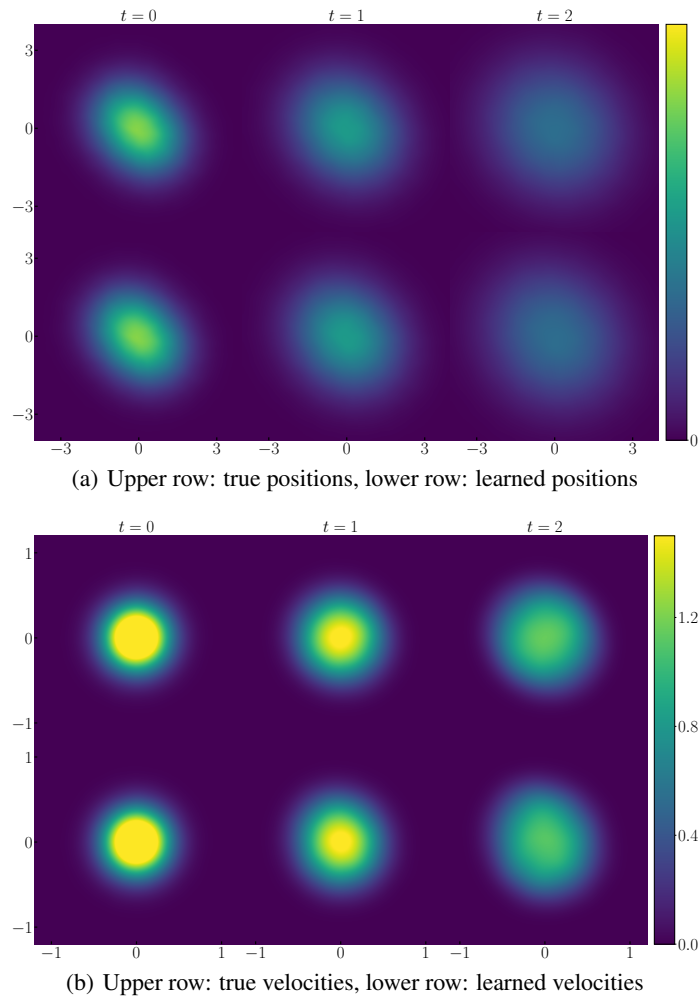 t = 0 t = 1 t = 2
3
0
−3
3
0
−3
−3 0 3 −3 0 3 −3 0 3
0
(a) Upper row: true positions, lower row: learned positions
t = 0 t = 1 t = 2
1
0
−1
1
0
−1
−1 0 1 −1 0 1 −1 0 1
1.2
0.8
0.4
0.0
(b) Upper row: true velocities, lower row: learned velocities